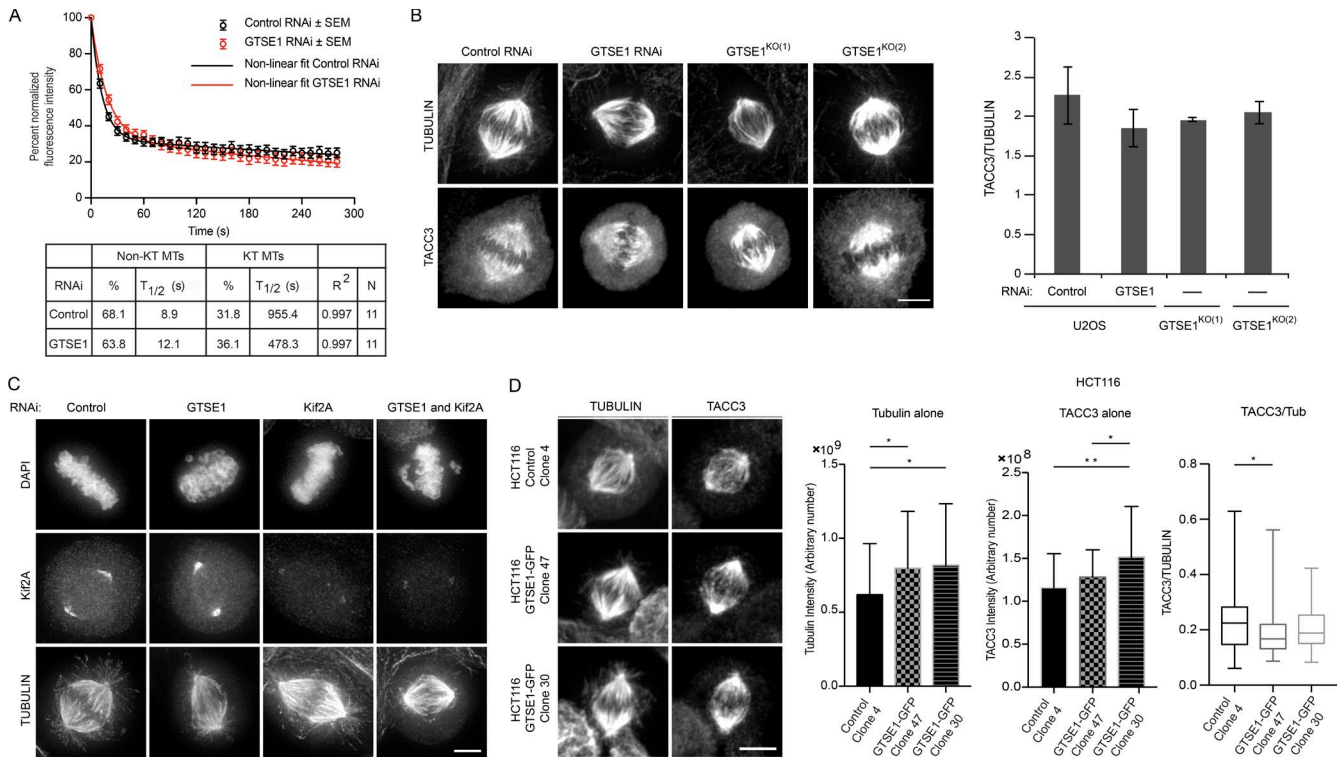 A
Control RNAi ± SEM
GTSE1 RNAi ± SEM
Non-linear fit Control RNAi
Non-linear fit GTSE1 RNAi
Percent normalized
fluorescence intensity
100
80
60
40
20
0
0 60 120 180 240 300
Time (s)
Non-KT MTs KT MTs
RNAi % T1/2 (s) % T1/2 (s) R2 N
Control 68.1 8.9 31.8 955.4 0.997 11
GTSE1 63.8 12.1 36.1 478.3 0.997 11
B
Control RNAi GTSE1 RNAi GTSE1KO(1) GTSE1KO(2)
TUBULIN
TACC3
TACC3/TUBULIN
3
2.5
2
1.5
1
0.5
0
RNAi: Control GTSE1 — —
U2OS GTSE1KO(1) GTSE1KO(2)
C
RNAi: Control GTSE1 Kif2A GTSE1 and Kif2A
DAPI
Kif2A
TUBULIN
D
TUBULIN TACC3
HCT116
Control
Clone 4
HCT116
GTSE1-GFP
Clone 47
HCT116
GTSE1-GFP
Clone 30
HCT116
Tubulin alone
×10^9
*
*
Tubulin Intensity (Arbitrary number)
1.5
1.0
0.5
0
Control
Clone 4
GTSE1-GFP
Clone 47
GTSE1-GFP
Clone 30
TACC3 alone
×10^8
*
* *
TACC3 Intensity (Arbitrary number)
2.5
2.0
1.5
1.0
0.5
0
Control
Clone 4
GTSE1-GFP
Clone 47
GTSE1-GFP
Clone 30
TACC3/Tub
*
TACC3/TUBULIN
0.8
0.6
0.4
0.2
0.0
Control
Clone 4
GTSE1-GFP
Clone 47
GTSE1-GFP
Clone 30